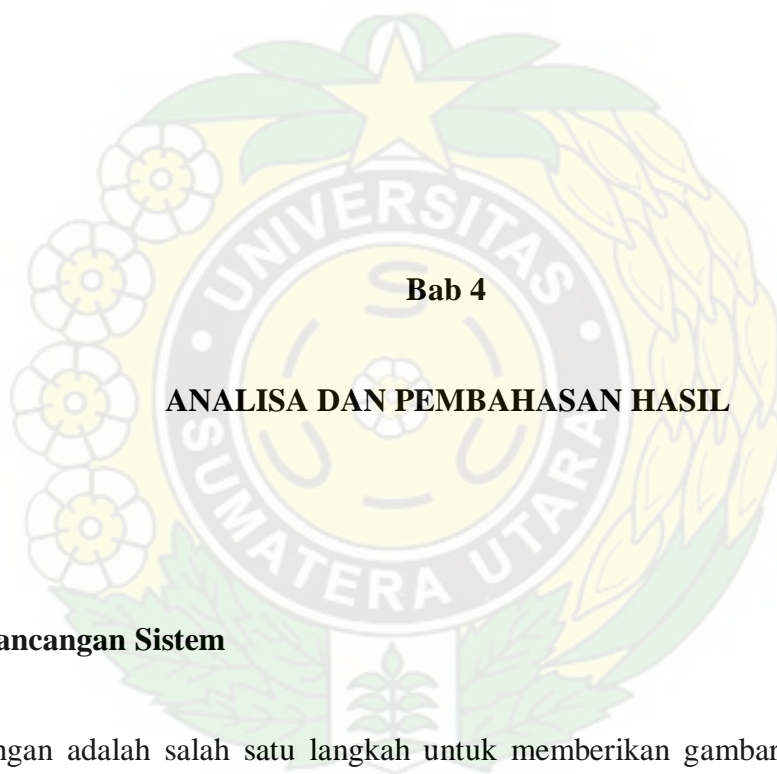 UNIVERSITAS
SUMATERA UTARA
Bab 4
ANALISA DAN PEMBAHASAN HASIL
ancangan Sistem
ngan adalah salah satu langkah untuk memberikan gambar